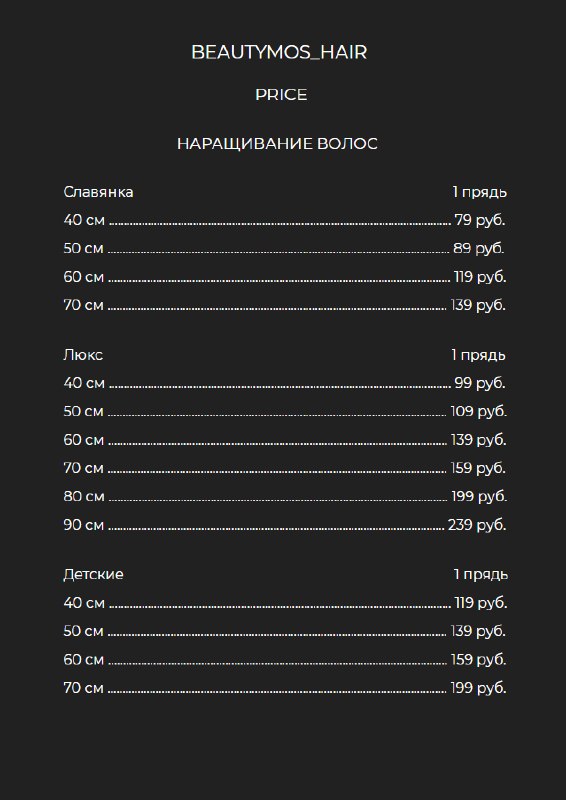 BEAUTYMOS_HAIR
PRICE
НАРАЩИВАНИЕ ВОЛОС
Славянка 1 прядь
40 см ........ 79 руб.
50 см ........ 89 руб.
60 см ........ 119 руб.
70 см ........ 139 руб.
Люкс 1 прядь
40 см ........ 99 руб.
50 см ........ 109 руб.
60 см ........ 139 руб.
70 см ........ 159 руб.
80 см ........ 199 руб.
90 см ........ 239 руб.
Детские 1 прядь
40 см ........ 119 руб.
50 см ........ 139 руб.
60 см ........ 159 руб.
70 см ........ 199 руб.